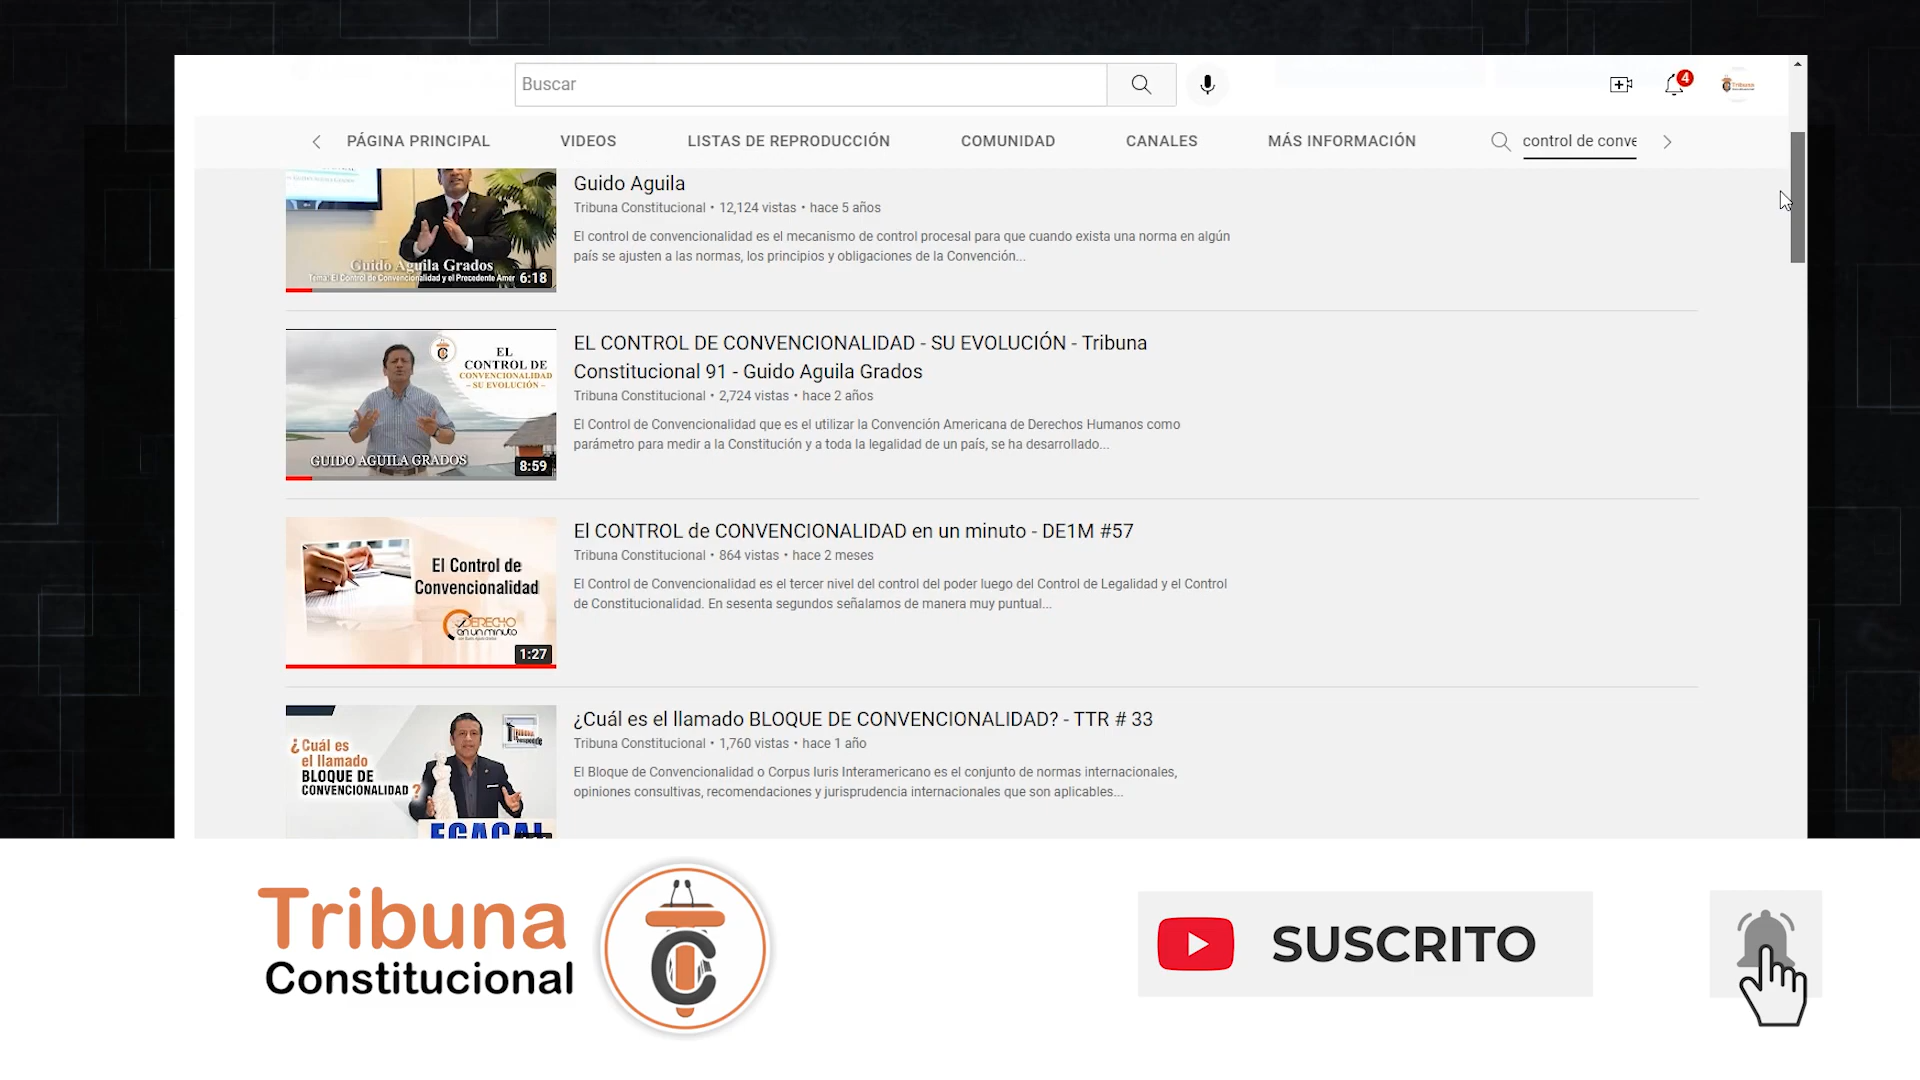 Buscar
4
PÁGINA PRINCIPAL
VIDEOS
LISTAS DE REPRODUCCIÓN
COMUNIDAD
CANALES
MÁS INFORMACIÓN
control de conve
Guido Aguila
Tribuna Constitucional • 12,124 vistas • hace 5 años
El control de convencionalidad es el mecanismo de control procesal para que cuando exista una norma en algún
país se ajusten a las normas, los principios y obligaciones de la Convención...
Guido Aguila Grados
Tema: El Control de Convencionalidad y el Precedente Amer
6:18
EL CONTROL DE CONVENCIONALIDAD - SU EVOLUCIÓN - Tribuna
Constitucional 91 - Guido Aguila Grados
Tribuna Constitucional • 2,724 vistas • hace 2 años
El Control de Convencionalidad que es el utilizar la Convención Americana de Derechos Humanos como
parámetro para medir a la Constitución y a toda la legalidad de un país, se ha desarrollado...
EL
CONTROL DE
CONVENCIONALIDAD
- SU EVOLUCIÓN -
GUIDO AGUILA GRADOS
8:59
El CONTROL de CONVENCIONALIDAD en un minuto - DE1M #57
Tribuna Constitucional • 864 vistas • hace 2 meses
El Control de Convencionalidad es el tercer nivel del control del poder luego del Control de Legalidad y el Control
de Constitucionalidad. En sesenta segundos señalamos de manera muy puntual...
El Control de
Convencionalidad
DERECHO
en un minuto
1:27
¿Cuál es el llamado BLOQUE DE CONVENCIONALIDAD? - TTR # 33
Tribuna Constitucional • 1,760 vistas • hace 1 año
El Bloque de Convencionalidad o Corpus Iuris Interamericano es el conjunto de normas internacionales,
opiniones consultivas, recomendaciones y jurisprudencia internacionales que son aplicables...
¿Cuál es
el llamado
BLOQUE DE
CONVENCIONALIDAD?
EGACAL
Tribuna
Constitucional
SUSCRITO